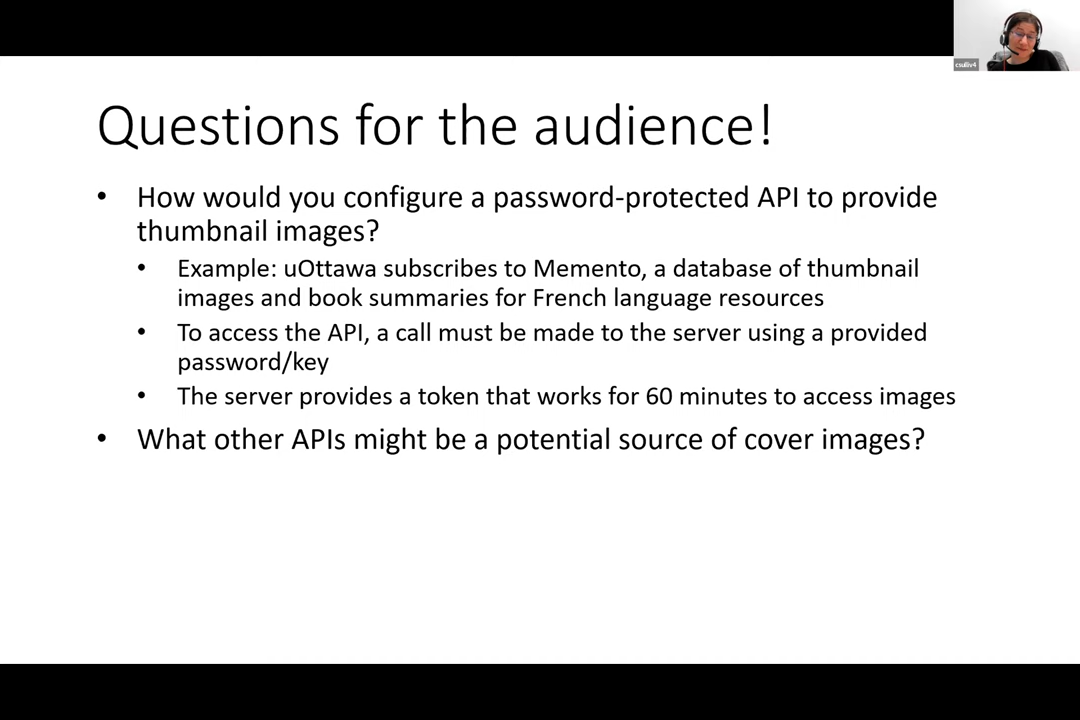 Questions for the audience!
• How would you configure a password-protected API to provide
thumbnail images?
• Example: uOttawa subscribes to Memento, a database of thumbnail
images and book summaries for French language resources
• To access the API, a call must be made to the server using a provided
password/key
• The server provides a token that works for 60 minutes to access images
• What other APIs might be a potential source of cover images?
csulliv4